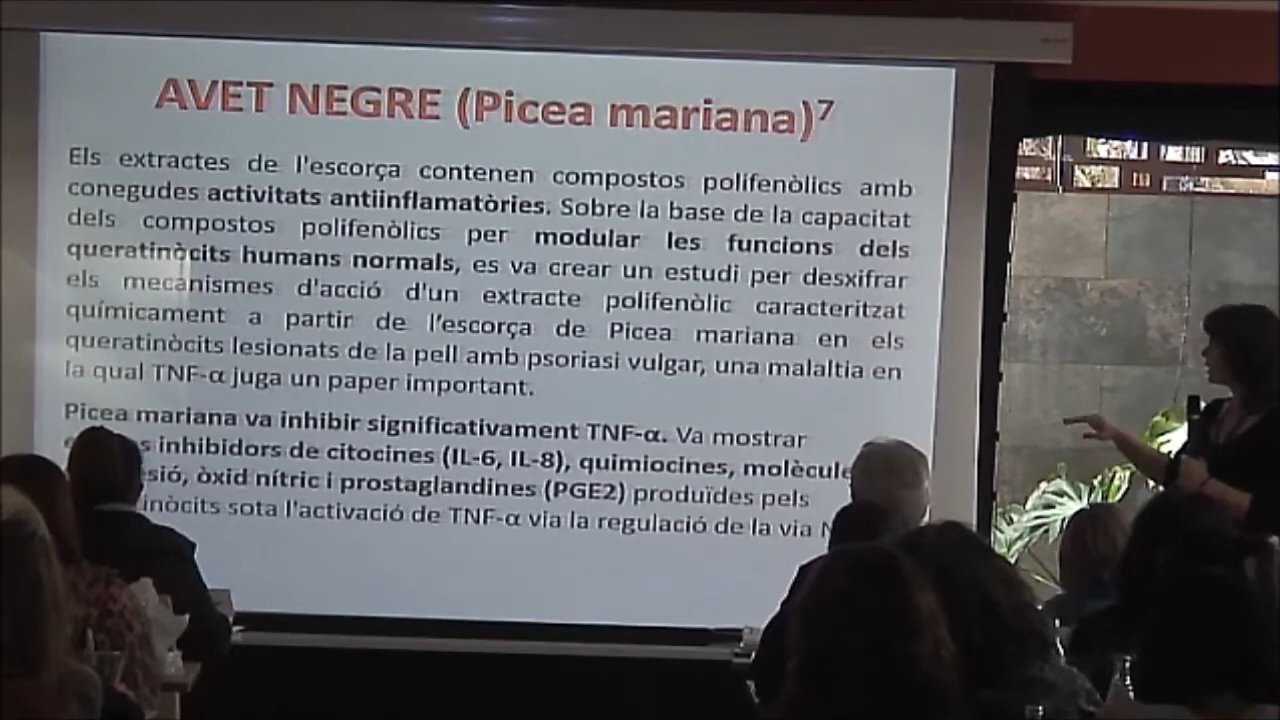 AVET NEGRE (Picea mariana)⁷
Els extractes de l'escorça contenen compostos polifenòlics amb
conegudes activitats antiinflamatòries. Sobre la base de la capacitat
dels compostos polifenòlics per modular les funcions dels
queratinòcits humans normals, es va crear un estudi per desxifrar
els mecanismes d'acció d'un extracte polifenòlic caracteritzat
químicament a partir de l'escorça de Picea mariana en els
queratinòcits lesionats de la pell amb psoriasi vulgar, una malaltia en
la qual TNF-α juga un paper important.
Picea mariana va inhibir significativament TNF-α. Va mostrar
inhibidors de citocines (IL-6, IL-8), quimiocines,
òxid nítric i prostaglandines (PGE2) produïdes pels
sota l'activació de TNF-α via la regulació de la via